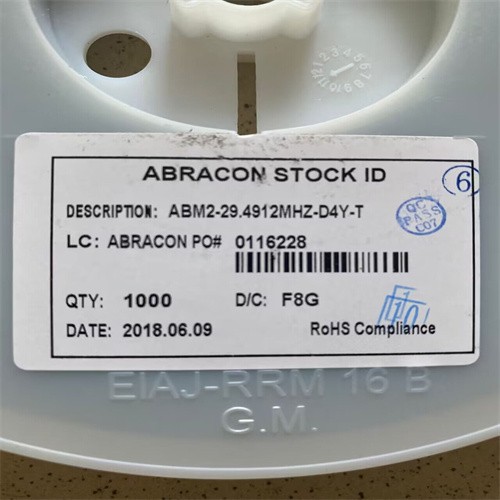 ABRACON STOCK ID
6
DESCRIPTION: ABM2-29.4912MHZ-D4Y-T
QC
PASS
C07
LC: ABRACON PO# 0116228
QTY: 1000 D/C: F8G
DATE: 2018.06.09 RoHS Compliance
EIAJ-RRM 16 B
G.M.